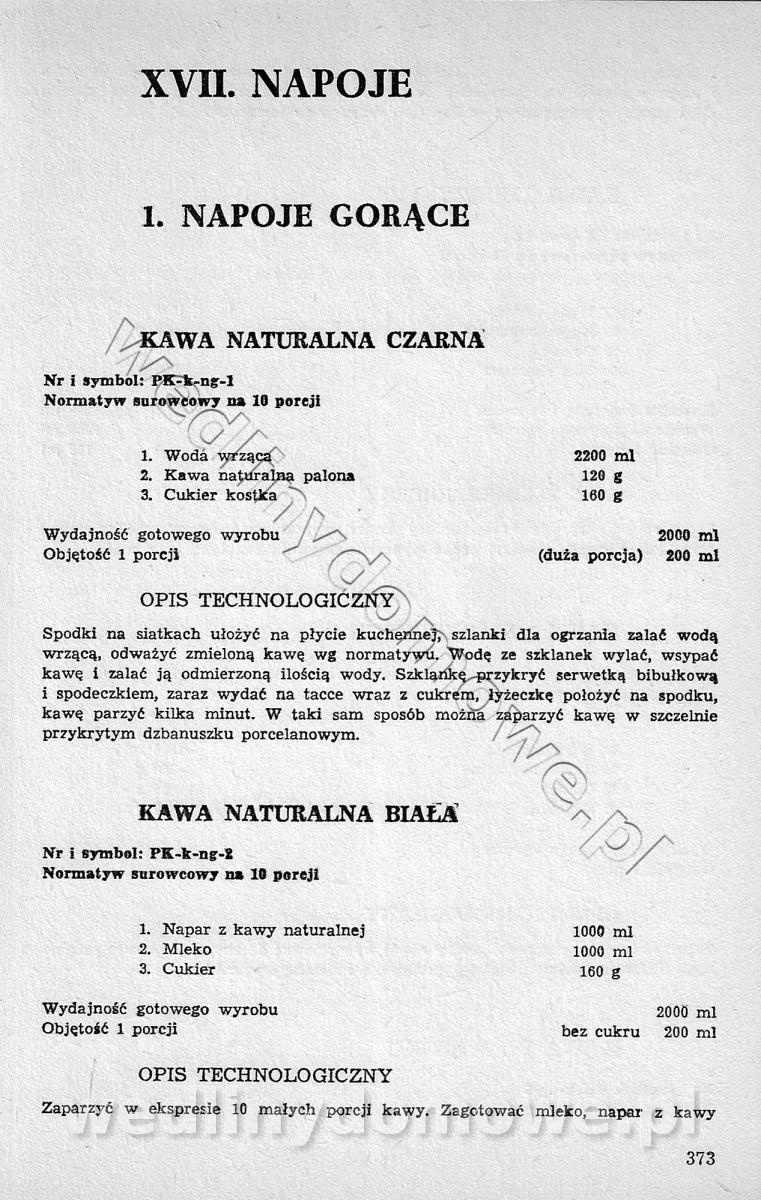 XVII. NAPOJE
1. NAPOJE GORĄCE
KAWA NATURALNA CZARNA
Nr i symbol: PK-k-ng-1
Normatyw surowcowy na 10 porcji
1. Woda wrząca 2200 ml
2. Kawa naturalna palona 120 g
3. Cukier kostka 160 g
Wydajność gotowego wyrobu 2000 ml
Objętość 1 porcji (duża porcja) 200 ml
OPIS TECHNOLOGICZNY
Spodki na siatkach ułożyć na płycie kuchennej, szlanki dla ogrzania zalać wodą
wrzącą, odważyć zmieloną kawę wg normatywu. Wodę ze szklanek wylać, wsypać
kawę i zalać ją odmierzoną ilością wody. Szklankę przykryć serwetką bibułkową
i spodeczkiem, zaraz wydać na tacce wraz z cukrem, łyżeczkę położyć na spodku,
kawę parzyć kilka minut. W taki sam sposób można zaparzyć kawę w szczelnie
przykrytym dzbanuszku porcelanowym.
KAWA NATURALNA BIAŁA
Nr i symbol: PK-k-ng-2
Normatyw surowcowy na 10 porcji
1. Napar z kawy naturalnej 1000 ml
2. Mleko 1000 ml
3. Cukier 160 g
Wydajność gotowego wyrobu 2000 ml
Objętość 1 porcji bez cukru 200 ml
OPIS TECHNOLOGICZNY
Zaparzyć w ekspresie 10 małych porcji kawy. Zagotować mleko, napar z kawy
373
wedlinydomowe.pl
wedlinydomowe.pl